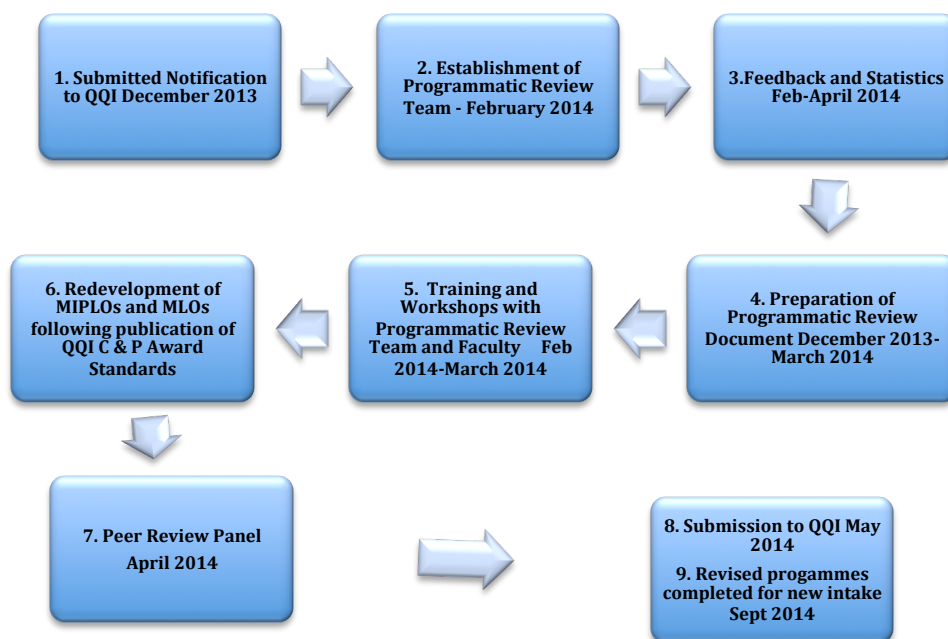 1. Submitted Notification
to QQI December 2013
2. Establishment of
Programmatic Review
Team - February 2014
3.Feedback and Statistics
Feb-April 2014
4. Preparation of
Programmatic Review
Document December 2013-
March 2014
5. Training and
Workshops with
Programmatic Review
Team and Faculty Feb
2014-March 2014
6. Redevelopment of
MIPLOs and MLOs
following publication of
QQI C & P Award
Standards
7. Peer Review Panel
April 2014
8. Submission to QQI May
2014
9. Revised progammes
completed for new intake
Sept 2014